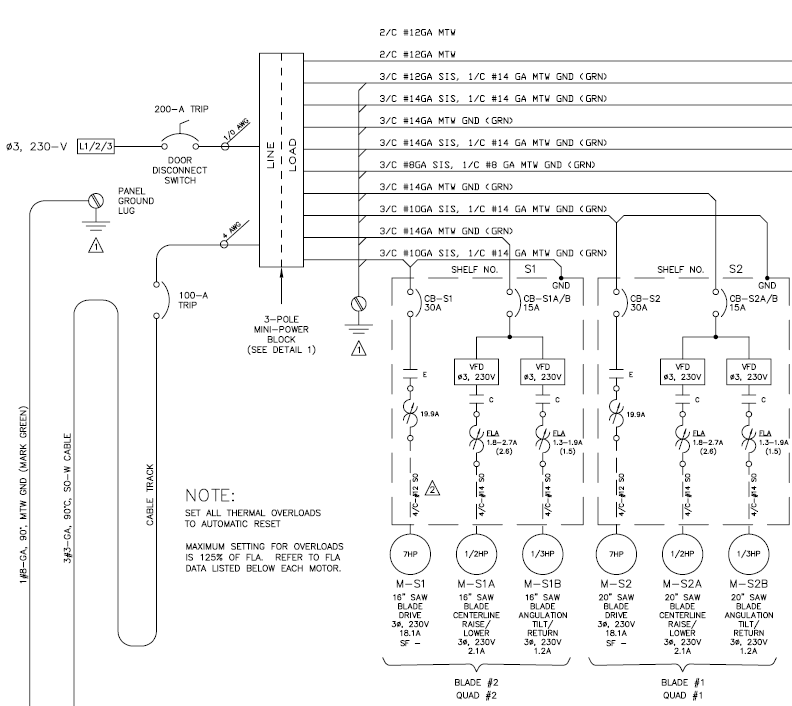 2/C #12GA MTW
2/C #12GA MTW
3/C #12GA SIS, 1/C #14 GA MTW GND (GRN)
3/C #14GA SIS, 1/C #14 GA MTW GND (GRN)
3/C #14GA MTW GND (GRN)
3/C #14GA SIS, 1/C #14 GA MTW GND (GRN)
3/C #8GA SIS, 1/C #8 GA MTW GND (GRN)
3/C #14GA MTW GND (GRN)
3/C #10GA SIS, 1/C #14 GA MTW GND (GRN)
3/C #14GA MTW GND (GRN)
3/C #10GA SIS, 1/C #14 GA MTW GND (GRN)
200-A TRIP
ø3, 230-V
L1/2/3
1/0 AWG
DOOR
DISCONNECT
SWITCH
LINE
LOAD
PANEL
GROUND
LUG
1
4 AWG
100-A
TRIP
3-POLE
MINI-POWER
BLOCK
(SEE DETAIL 1)
1
1#8-GA, 90°, MTW GND (MARK GREEN)
3#3-GA, 90°C, SO-W CABLE
CABLE TRACK
NOTE:
SET ALL THERMAL OVERLOADS
TO AUTOMATIC RESET
MAXIMUM SETTING FOR OVERLOADS
IS 125% OF FLA. REFER TO FLA
DATA LISTED BELOW EACH MOTOR.
SHELF NO. S1
GND
CB-S1
30A
CB-S1A/B
15A
VFD
ø3, 230V
VFD
ø3, 230V
E
C
C
19.9A
ELA
1.8-2.7A
(2.6)
ELA
1.3-1.9A
(1.5)
2
4/C-#12 SO
4/C-#14 SO
4/C-#14 SO
7HP
1/2HP
1/3HP
M-S1
16" SAW
BLADE
DRIVE
3ø, 230V
18.1A
SF -
M-S1A
16" SAW
BLADE
CENTERLINE
RAISE/
LOWER
3ø, 230V
2.1A
M-S1B
16" SAW
BLADE
ANGULATION
TILT/
RETURN
3ø, 230V
1.2A
BLADE #2
QUAD #2
SHELF NO. S2
GND
CB-S2
30A
CB-S2A/B
15A
VFD
ø3, 230V
VFD
ø3, 230V
E
C
C
19.9A
ELA
1.8-2.7A
(2.6)
ELA
1.3-1.9A
(1.5)
4/C-#12 SO
4/C-#14 SO
4/C-#14 SO
7HP
1/2HP
1/3HP
M-S2
20" SAW
BLADE
DRIVE
3ø, 230V
18.1A
SF -
M-S2A
20" SAW
BLADE
CENTERLINE
RAISE/
LOWER
3ø, 230V
2.1A
M-S2B
20" SAW
BLADE
ANGULATION
TILT/
RETURN
3ø, 230V
1.2A
BLADE #1
QUAD #1